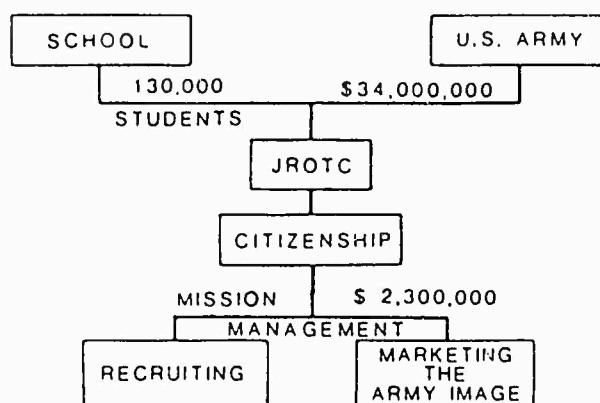 SCHOOL
U.S. ARMY
130,000
$34,000,000
STUDENTS
JROTC
CITIZENSHIP
MISSION $ 2,300,000
MANAGEMENT
RECRUITING
MARKETING
THE
ARMY IMAGE